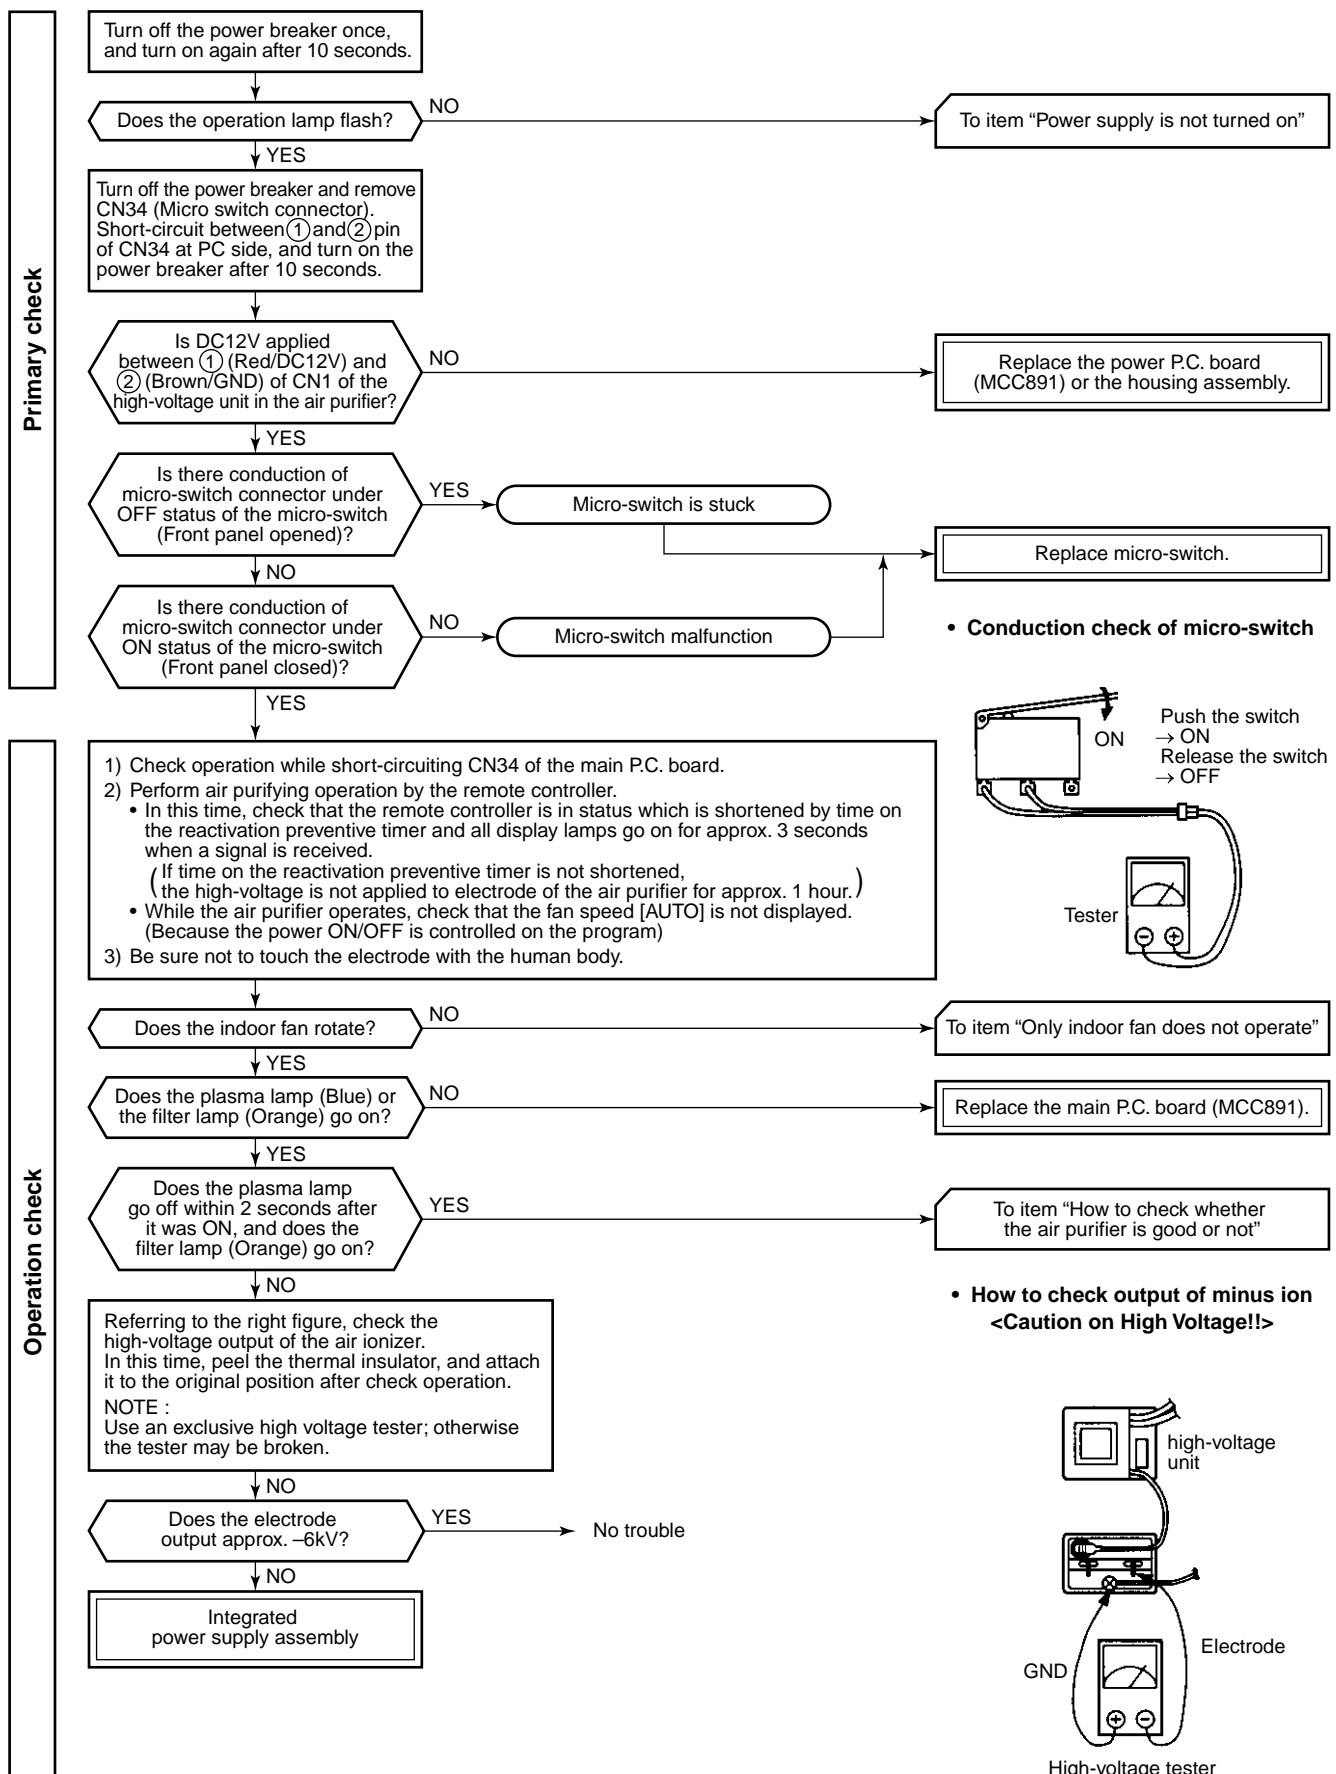 Primary check
Turn off the power breaker once,
and turn on again after 10 seconds.
Does the operation lamp flash?
NO
To item “Power supply is not turned on”
YES
Turn off the power breaker and remove
CN34 (Micro switch connector).
Short-circuit between ① and ② pin
of CN34 at PC side, and turn on the
power breaker after 10 seconds.
Is DC12V applied
between ① (Red/DC12V) and
② (Brown/GND) of CN1 of the
high-voltage unit in the air purifier?
NO
Replace the power P.C. board
(MCC891) or the housing assembly.
YES
Is there conduction of
micro-switch connector under
OFF status of the micro-switch
(Front panel opened)?
YES
Micro-switch is stuck
Replace micro-switch.
NO
Is there conduction of
micro-switch connector under
ON status of the micro-switch
(Front panel closed)?
NO
Micro-switch malfunction
YES
• Conduction check of micro-switch
ON
Push the switch
→ ON
Release the switch
→ OFF
Tester
− +
Operation check
1) Check operation while short-circuiting CN34 of the main P.C. board.
2) Perform air purifying operation by the remote controller.
• In this time, check that the remote controller is in status which is shortened by time on
the reactivation preventive timer and all display lamps go on for approx. 3 seconds
when a signal is received.
( If time on the reactivation preventive timer is not shortened,
the high-voltage is not applied to electrode of the air purifier for approx. 1 hour. )
• While the air purifier operates, check that the fan speed [AUTO] is not displayed.
(Because the power ON/OFF is controlled on the program)
3) Be sure not to touch the electrode with the human body.
Does the indoor fan rotate?
NO
To item “Only indoor fan does not operate”
YES
Does the plasma lamp (Blue) or
the filter lamp (Orange) go on?
NO
Replace the main P.C. board (MCC891).
YES
Does the plasma lamp
go off within 2 seconds after
it was ON, and does the
filter lamp (Orange) go on?
YES
To item “How to check whether
the air purifier is good or not”
NO
Referring to the right figure, check the
high-voltage output of the air ionizer.
In this time, peel the thermal insulator, and attach
it to the original position after check operation.
NOTE :
Use an exclusive high voltage tester; otherwise
the tester may be broken.
NO
Does the electrode
output approx. –6kV?
YES
No trouble
NO
Integrated
power supply assembly
• How to check output of minus ion
<Caution on High Voltage!!>
high-voltage
unit
GND
Electrode
+ −
High-voltage tester